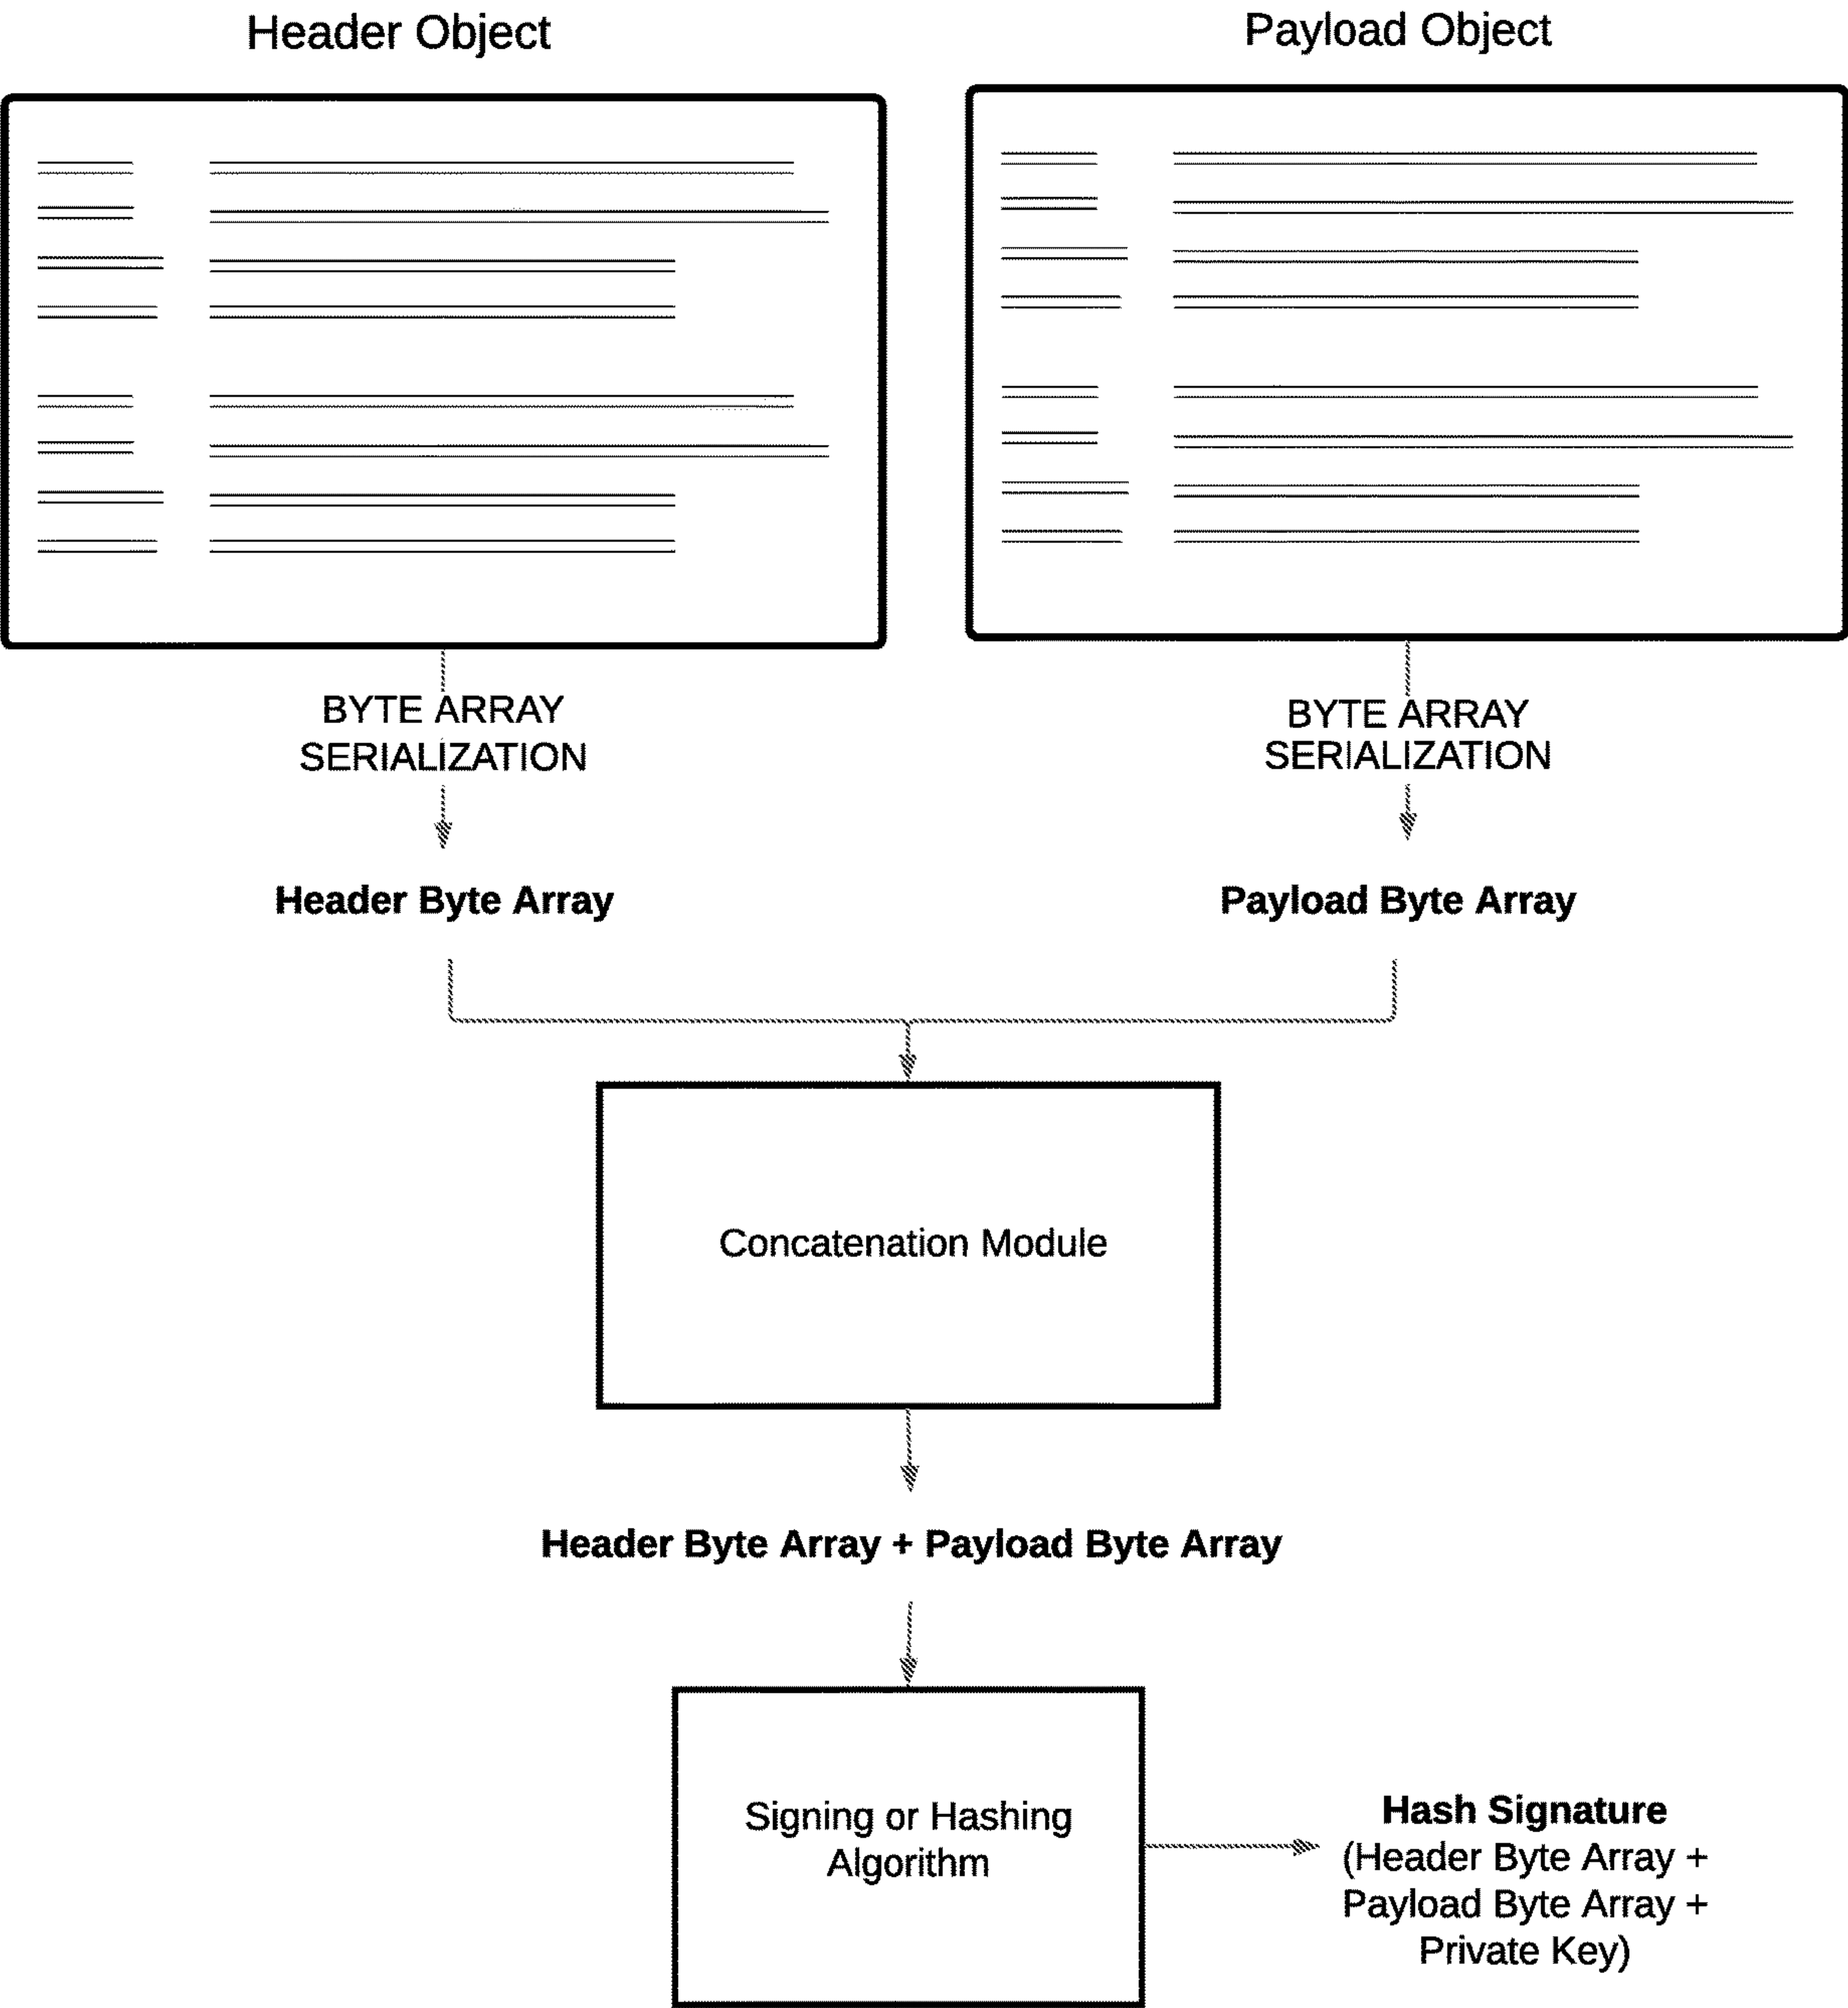 Header Object
Payload Object
BYTE ARRAY
SERIALIZATION
BYTE ARRAY
SERIALIZATION
Header Byte Array
Payload Byte Array
Concatenation Module
Header Byte Array + Payload Byte Array
Signing or Hashing
Algorithm
Hash Signature
(Header Byte Array +
Payload Byte Array +
Private Key)